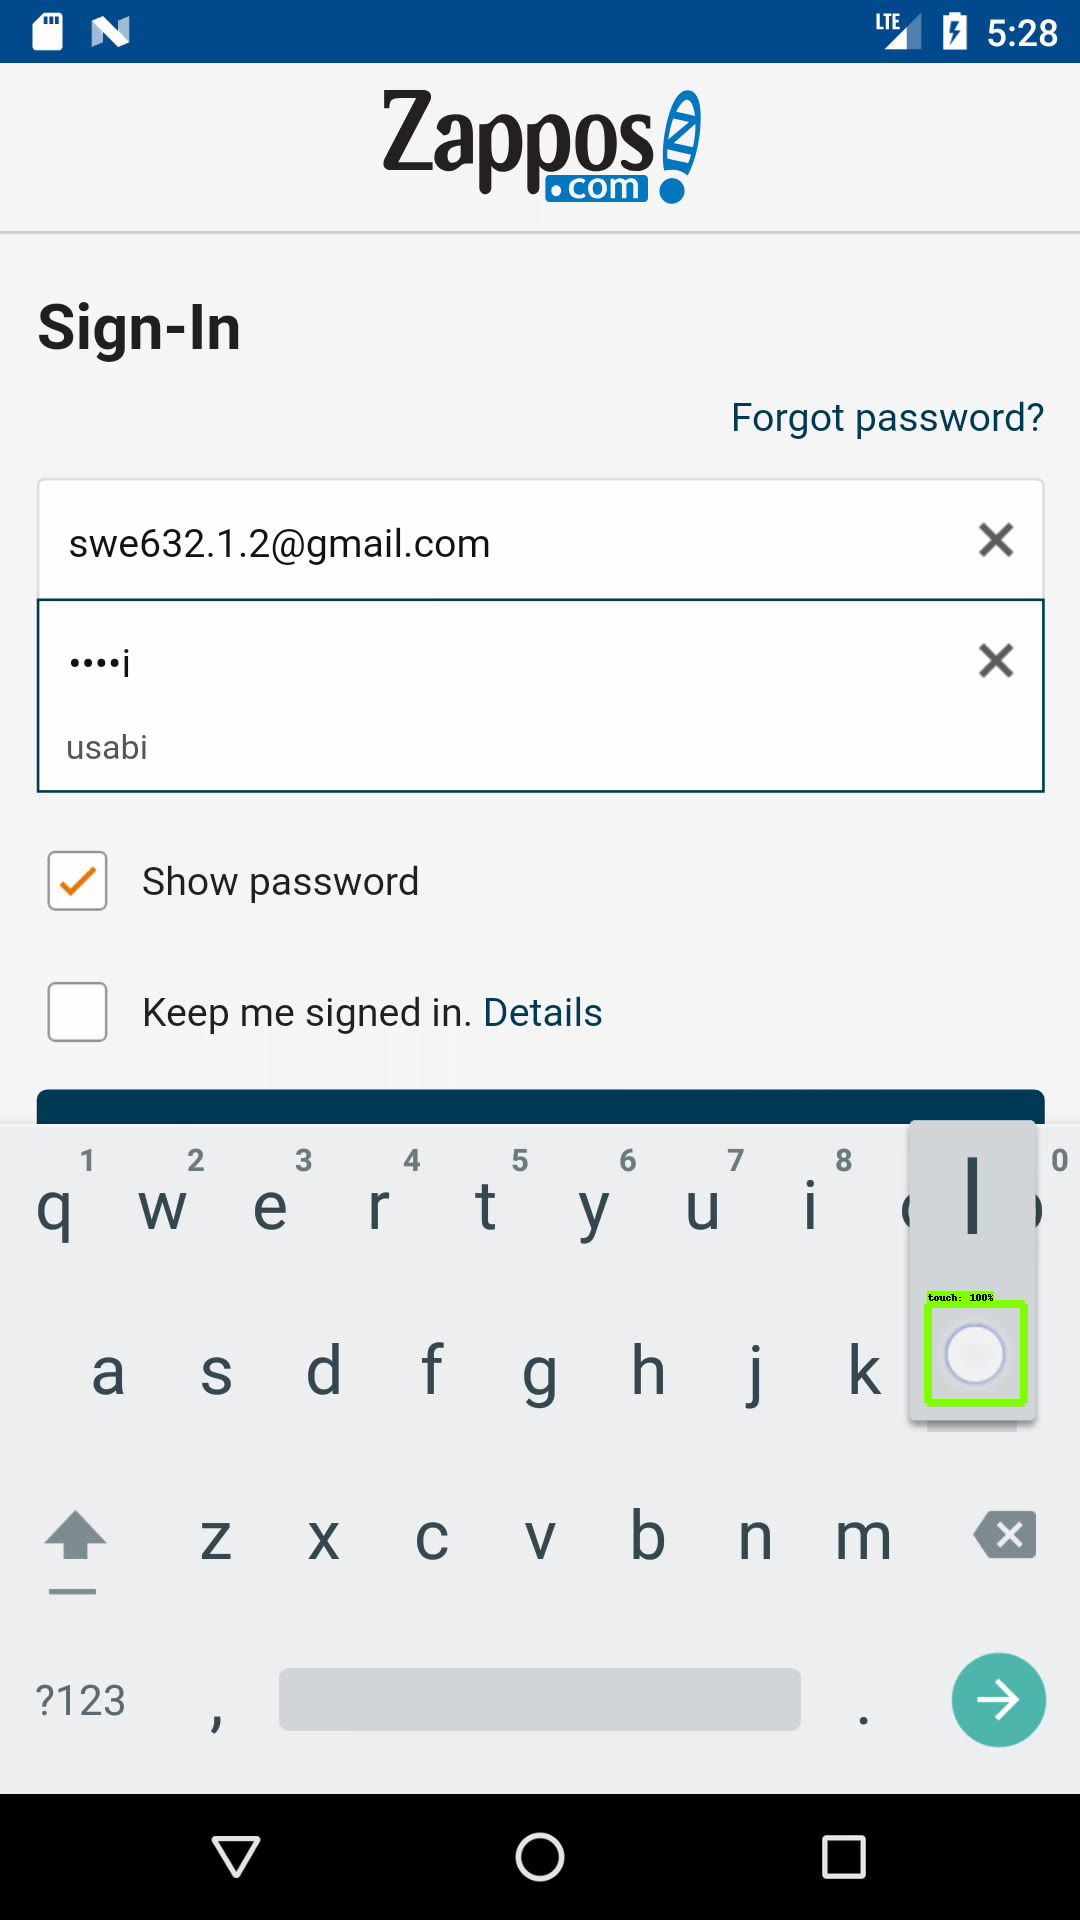 LTE 5:28
Zappos
.com
Sign-In
Forgot password?
swe632.1.2@gmail.com
••••i
usabi
Show password
Keep me signed in. Details
1 2 3 4 5 6 7 8 0
q w e r t y u i l
touch: 100%
a s d f g h j k
z x c v b n m
?123 , .